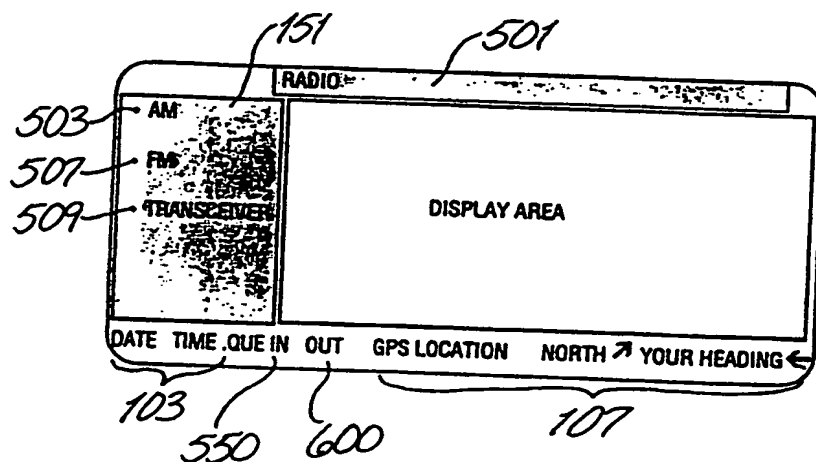 151
501
RADIO
503
AM
507
FM
509
TRANSCEIVER
DISPLAY AREA
DATE TIME QUE IN OUT GPS LOCATION NORTH ↗ YOUR HEADING ←
103
550
600
107